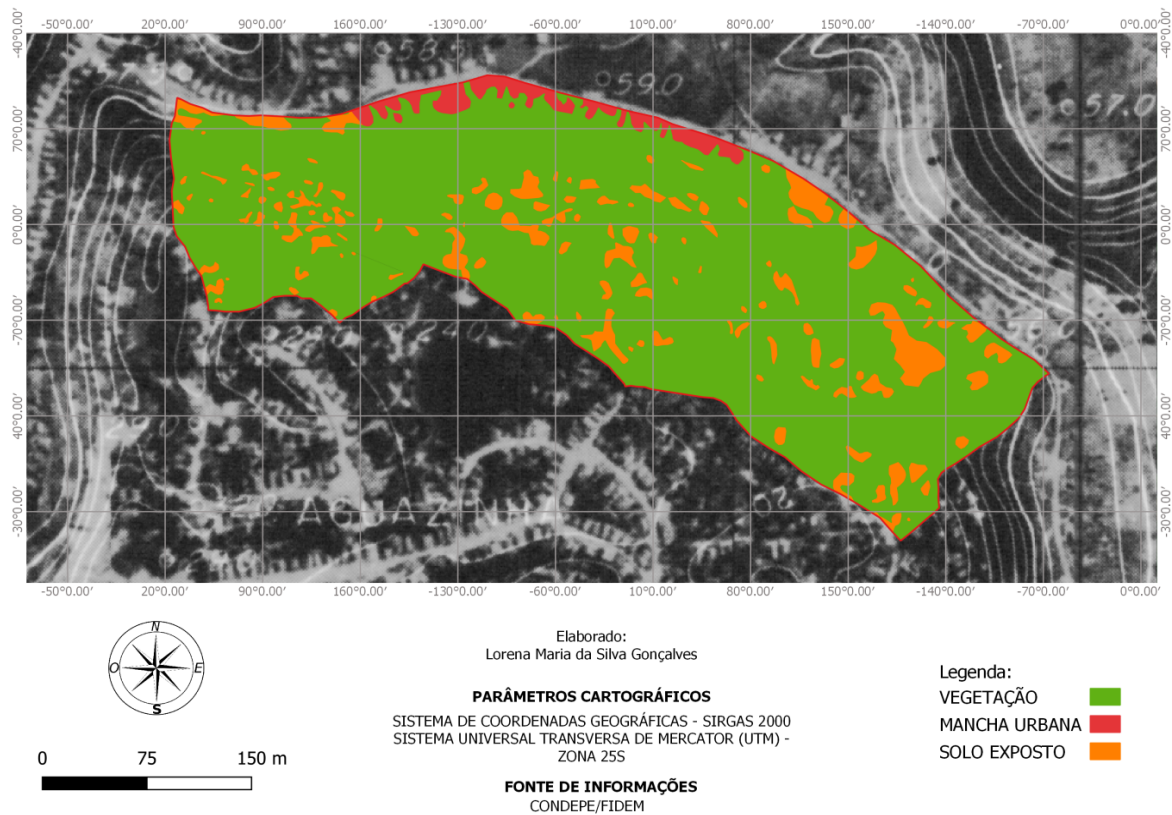 -50°0.00' 20°0.00' 90°0.00' 160°0.00' -130°0.00' -60°0.00' 10°0.00' 80°0.00' 150°0.00' -140°0.00' -70°0.00' 0°0.00'
-40°0.00' -40°0.00'
58
59.0
57.0
70°0.00' 70°0.00'
0°0.00' 0°0.00'
-70°0.00' -70°0.00'
240
40°0.00' 40°0.00'
-30°0.00' -30°0.00'
-50°0.00' 20°0.00' 90°0.00' 160°0.00' -130°0.00' -60°0.00' 10°0.00' 80°0.00' 150°0.00' -140°0.00' -70°0.00' 0°0.00'
N
O E
S
0 75 150 m
Elaborado:
Lorena Maria da Silva Gonçalves
PARÂMETROS CARTOGRÁFICOS
SISTEMA DE COORDENADAS GEOGRÁFICAS - SIRGAS 2000
SISTEMA UNIVERSAL TRANSVERSA DE MERCATOR (UTM) -
ZONA 25S
FONTE DE INFORMAÇÕES
CONDEPE/FIDEM
Legenda:
VEGETAÇÃO
MANCHA URBANA
SOLO EXPOSTO